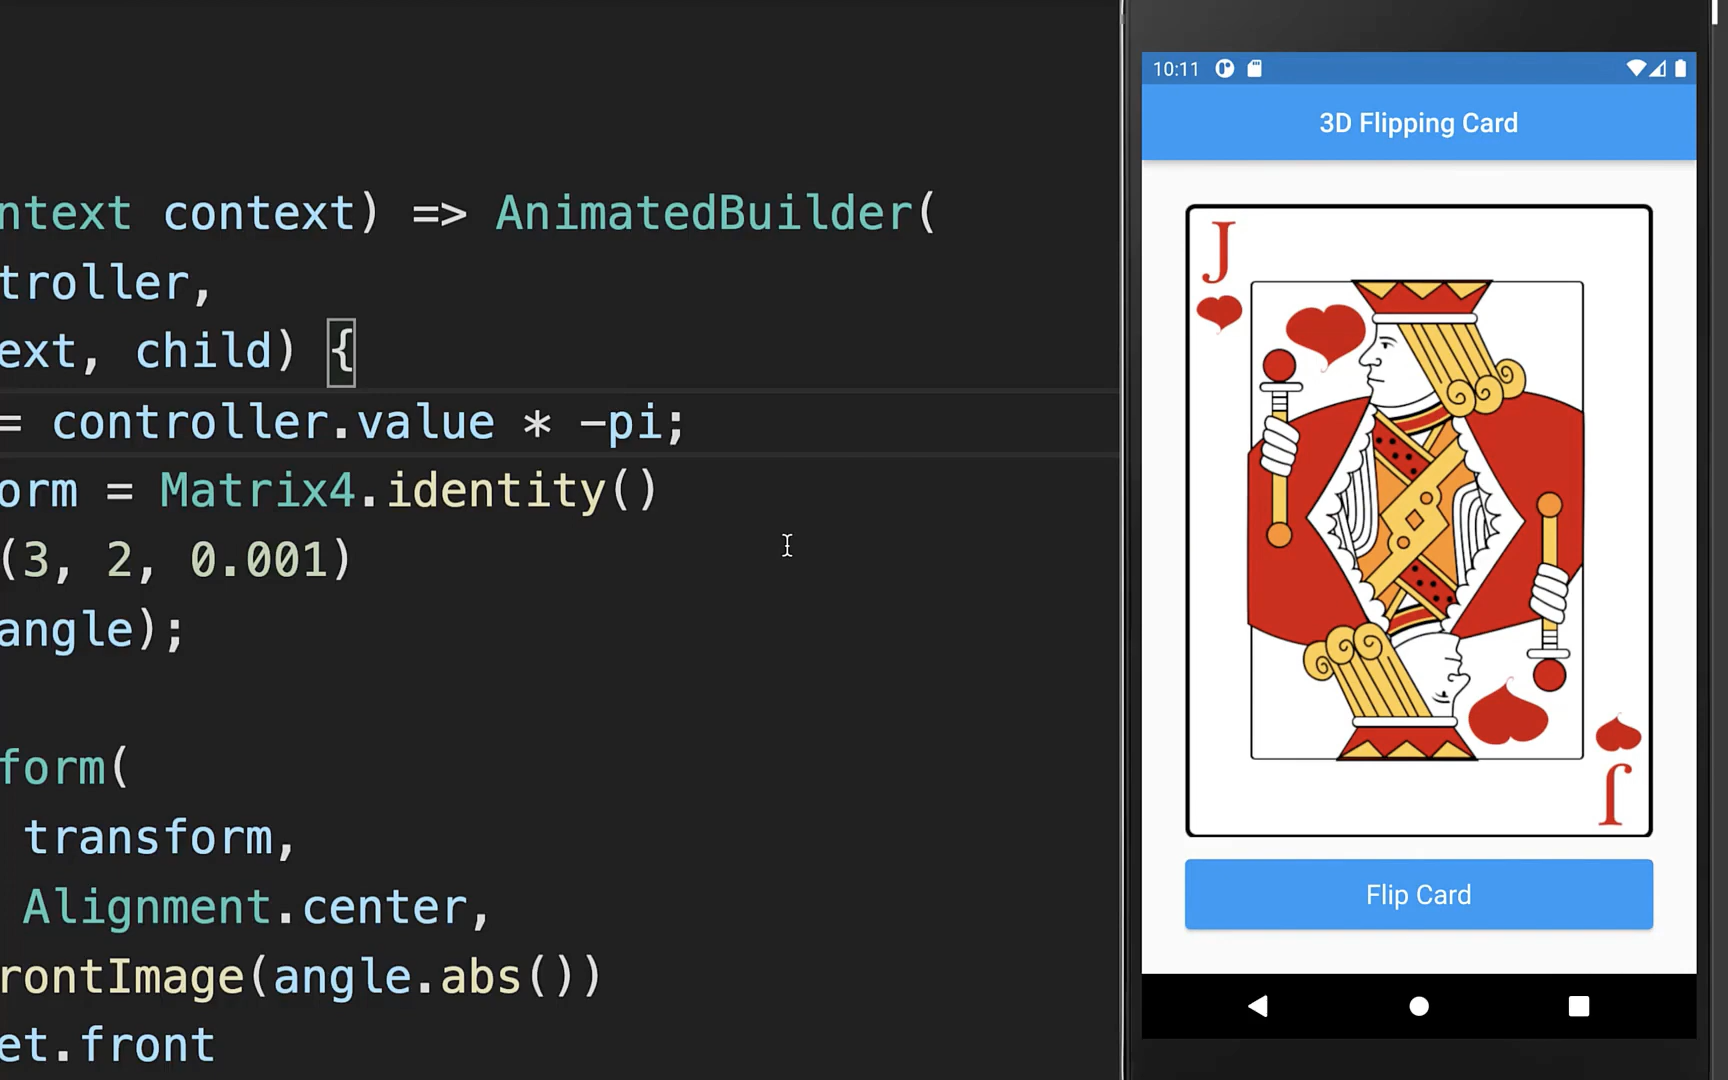 ntext context) => AnimatedBuilder(
troller,
ext, child) {
= controller.value * -pi;
orm = Matrix4.identity()
(3, 2, 0.001)
angle);
form(
transform,
Alignment.center,
rontImage(angle.abs())
et.front
10:11
3D Flipping Card
J
J
Flip Card